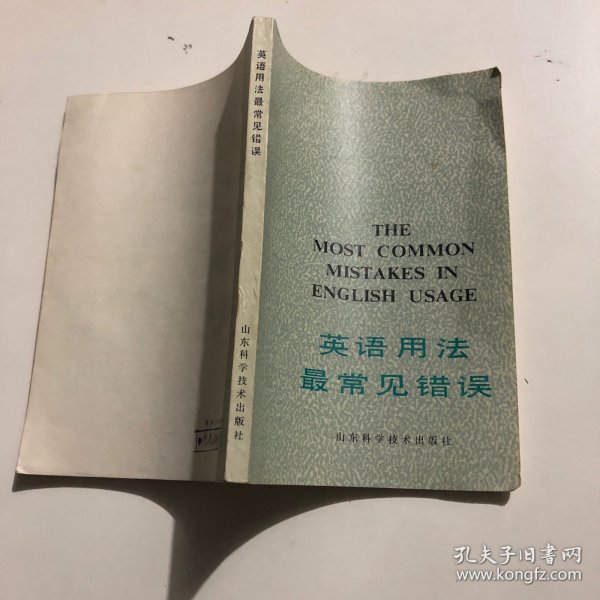 英语用法最常见错误
山东科学技术出版社
THE
MOST COMMON
MISTAKES IN
ENGLISH USAGE
英语用法
最常见错误
山东科学技术出版社
孔夫子旧书网
www.kongfz.com